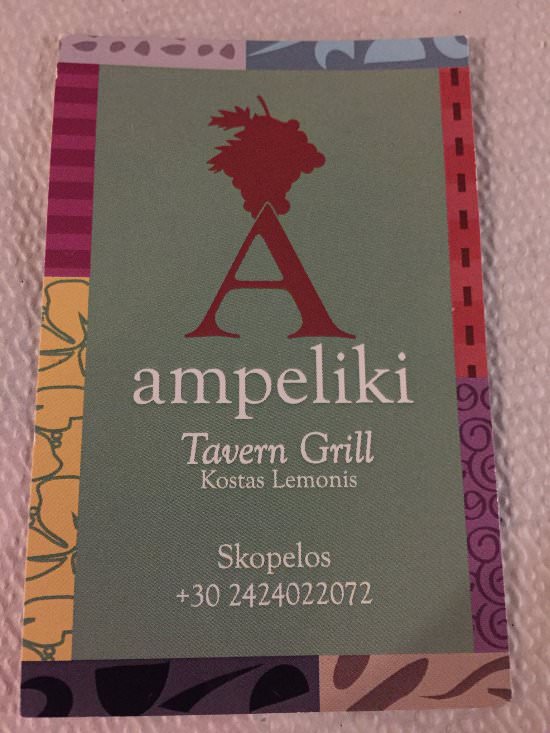 A
ampeliki
Tavern Grill
Kostas Lemonis
Skopelos
+30 2424022072